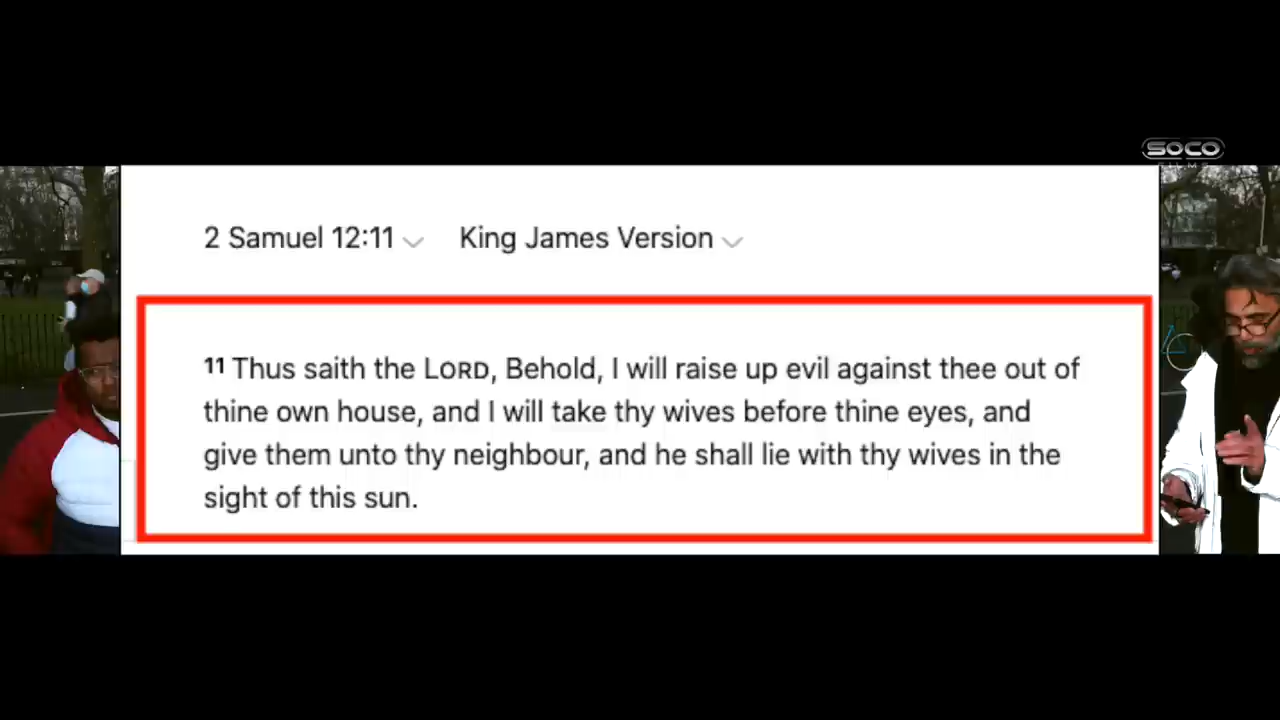 SOCO
FILMS
2 Samuel 12:11 King James Version
11 Thus saith the LORD, Behold, I will raise up evil against thee out of
thine own house, and I will take thy wives before thine eyes, and
give them unto thy neighbour, and he shall lie with thy wives in the
sight of this sun.